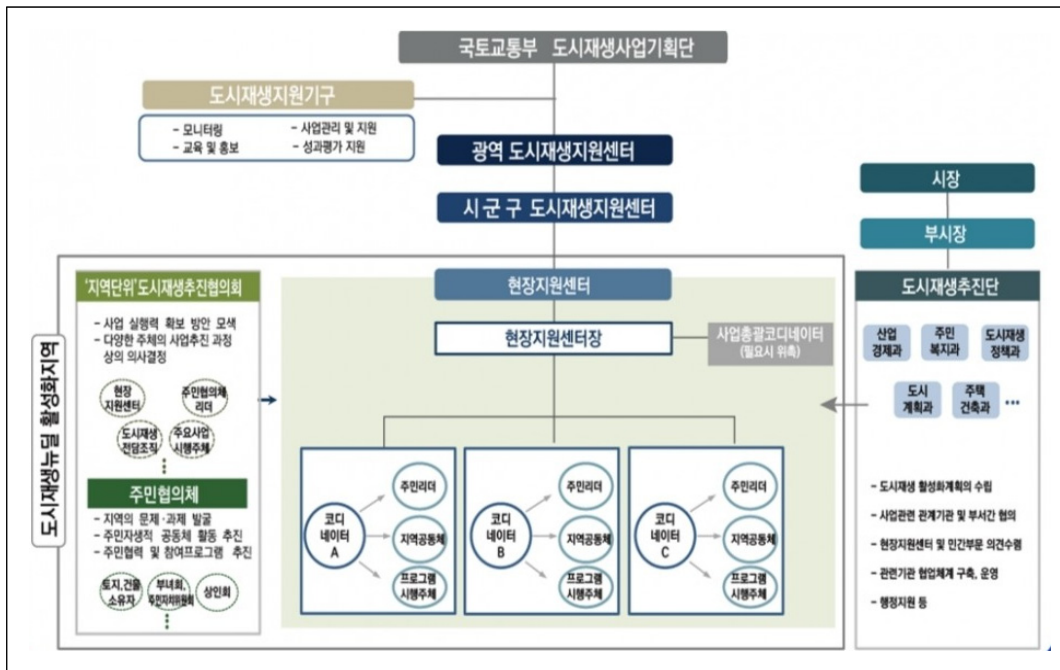 국토교통부 도시재생사업기획단
도시재생지원기구
- 모니터링
- 사업관리 및 지원
- 교육 및 홍보
- 성과평가 지원
광역 도시재생지원센터
시·군·구 도시재생지원센터
시장
부시장
도시재생뉴딜 활성화지역
'지역단위'도시재생추진협의회
- 사업 실행력 확보 방안 모색
- 다양한 주체의 사업추진 과정
상의 의사결정
현장
지원센터
주민협의체
리더
도시재생
전담조직
주요사업
시행주체
주민협의체
- 지역의 문제·과제 발굴
- 주민자생적 공동체 활동 추진
- 주민협력 및 참여프로그램 추진
토지,건물
소유자
부녀회,
주민자치위원회
상인회
현장지원센터
현장지원센터장
사업총괄코디네이터
(필요시 위촉)
코디
네이터
A
주민리더
지역공동체
프로그램
시행주체
코디
네이터
B
주민리더
지역공동체
프로그램
시행주체
코디
네이터
C
주민리더
지역공동체
프로그램
시행주체
도시재생추진단
산업
경제과
주민
복지과
도시재생
정책과
도시
계획과
주택
건축과
...
- 도시재생 활성화계획의 수립
- 사업관련 관계기관 및 부서간 협의
- 현장지원센터 및 민간부문 의견수렴
- 관련기관 협업체계 구축, 운영
- 행정지원 등